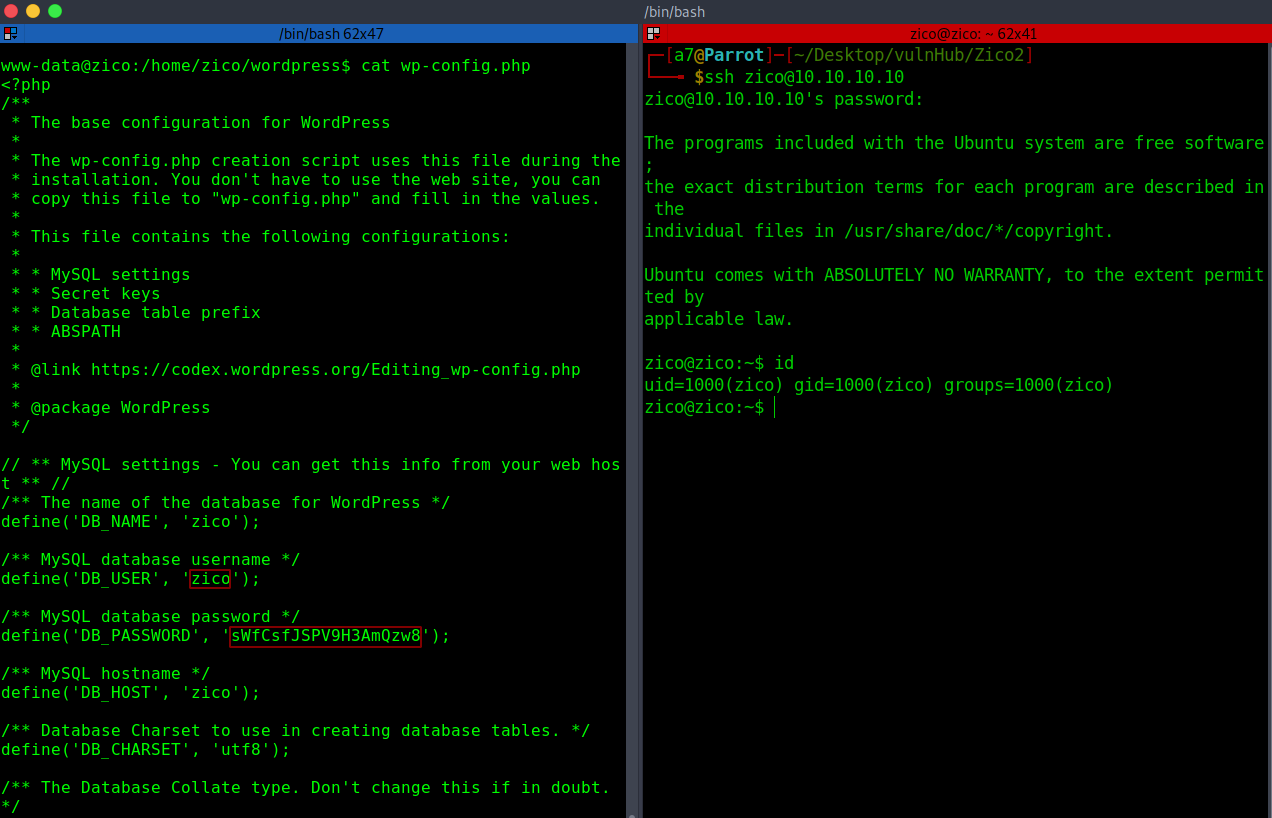 /bin/bash 62x47
www-data@zico:/home/zico/wordpress$ cat wp-config.php
<?php
/**
 * The base configuration for WordPress
 *
 * The wp-config.php creation script uses this file during the
 * installation. You don't have to use the web site, you can
 * copy this file to "wp-config.php" and fill in the values.
 *
 * This file contains the following configurations:
 *
 * * MySQL settings
 * * Secret keys
 * * Database table prefix
 * * ABSPATH
 *
 * @link https://codex.wordpress.org/Editing_wp-config.php
 *
 * @package WordPress
 */
// ** MySQL settings - You can get this info from your web hos
t ** //
/** The name of the database for WordPress */
define('DB_NAME', 'zico');
/** MySQL database username */
define('DB_USER', 'zico');
/** MySQL database password */
define('DB_PASSWORD', 'sWfCsfJSPV9H3AmQzw8');
/** MySQL hostname */
define('DB_HOST', 'zico');
/** Database Charset to use in creating database tables. */
define('DB_CHARSET', 'utf8');
/** The Database Collate type. Don't change this if in doubt.
*/
/bin/bash
zico@zico: ~ 62x41
[a7@Parrot]─[~/Desktop/vulnHub/Zico2]
$ssh zico@10.10.10.10
zico@10.10.10.10's password:
The programs included with the Ubuntu system are free software
;
the exact distribution terms for each program are described in
 the
individual files in /usr/share/doc/*/copyright.
Ubuntu comes with ABSOLUTELY NO WARRANTY, to the extent permit
ted by
applicable law.
zico@zico:~$ id
uid=1000(zico) gid=1000(zico) groups=1000(zico)
zico@zico:~$